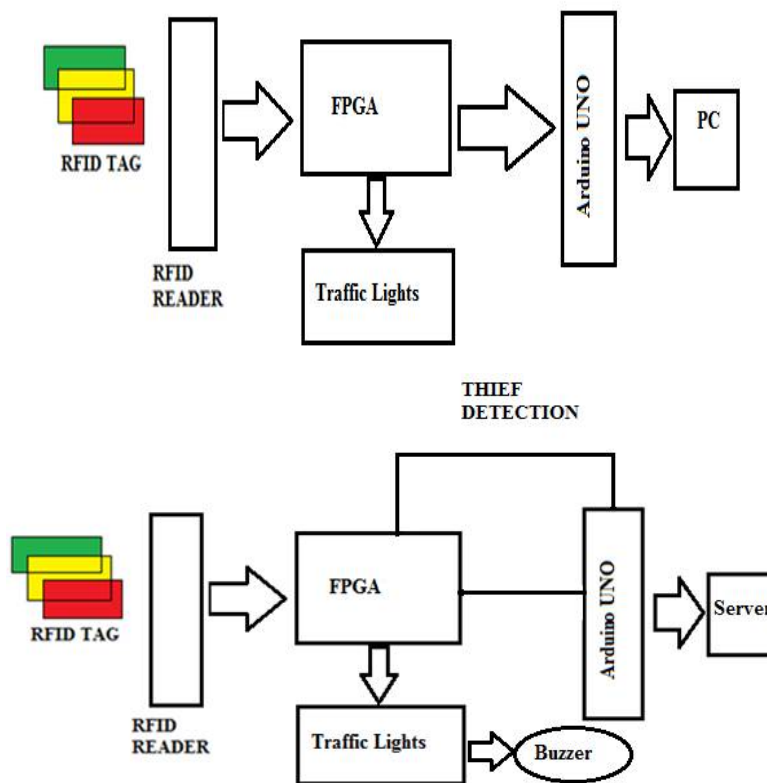 RFID TAG
RFID
READER
FPGA
Traffic Lights
Arduino UNO
PC
THIEF
DETECTION
RFID TAG
RFID
READER
FPGA
Traffic Lights
Buzzer
Arduino UNO
Server